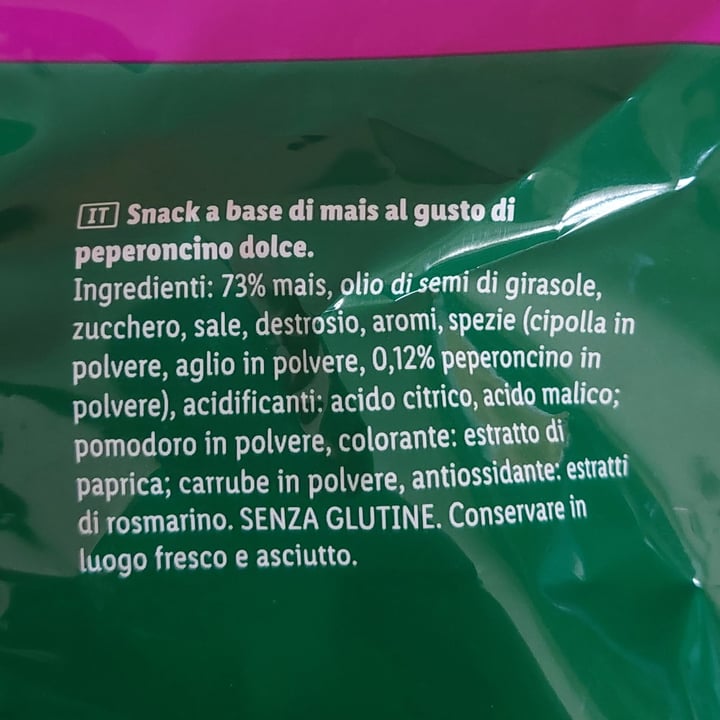 IT Snack a base di mais al gusto di
peperoncino dolce.
Ingredienti: 73% mais, olio di semi di girasole,
zucchero, sale, destrosio, aromi, spezie (cipolla in
polvere, aglio in polvere, 0,12% peperoncino in
polvere), acidificanti: acido citrico, acido malico;
pomodoro in polvere, colorante: estratto di
paprica; carrube in polvere, antiossidante: estratti
di rosmarino. SENZA GLUTINE. Conservare in
luogo fresco e asciutto.